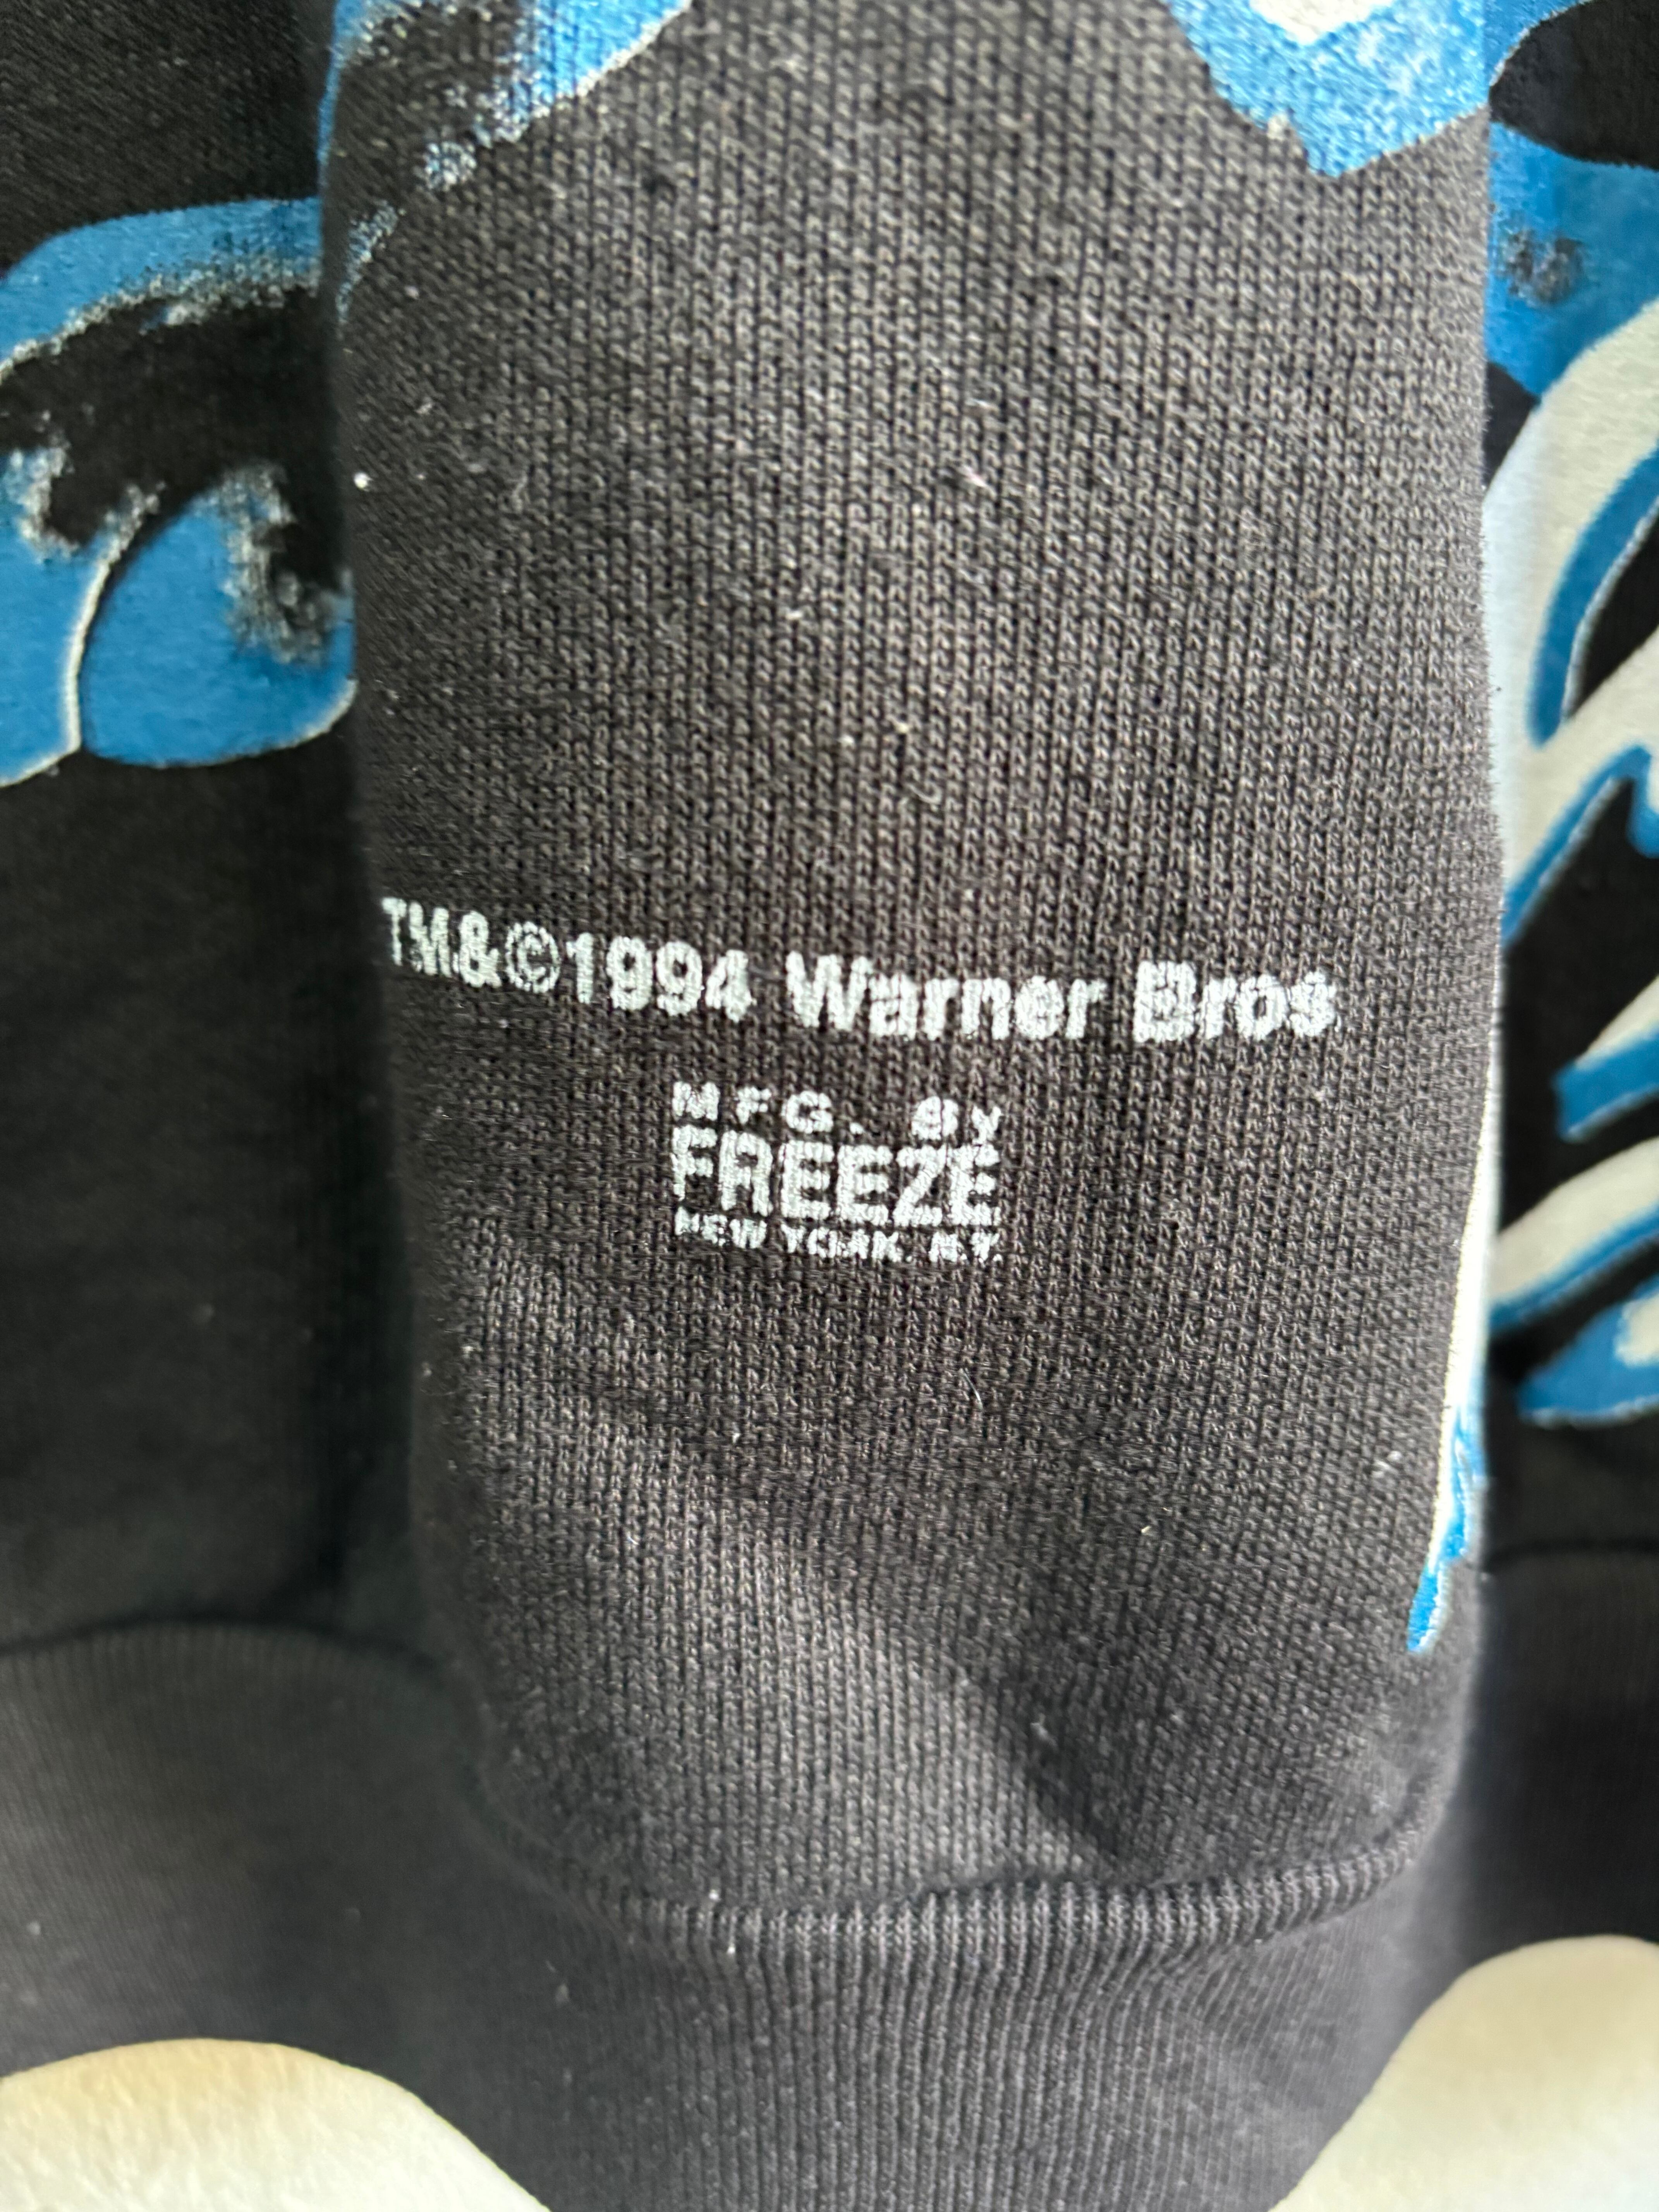 TM&©1994 Warner Bros
MFG. BY
FREEZE
NEW YORK, N.Y.